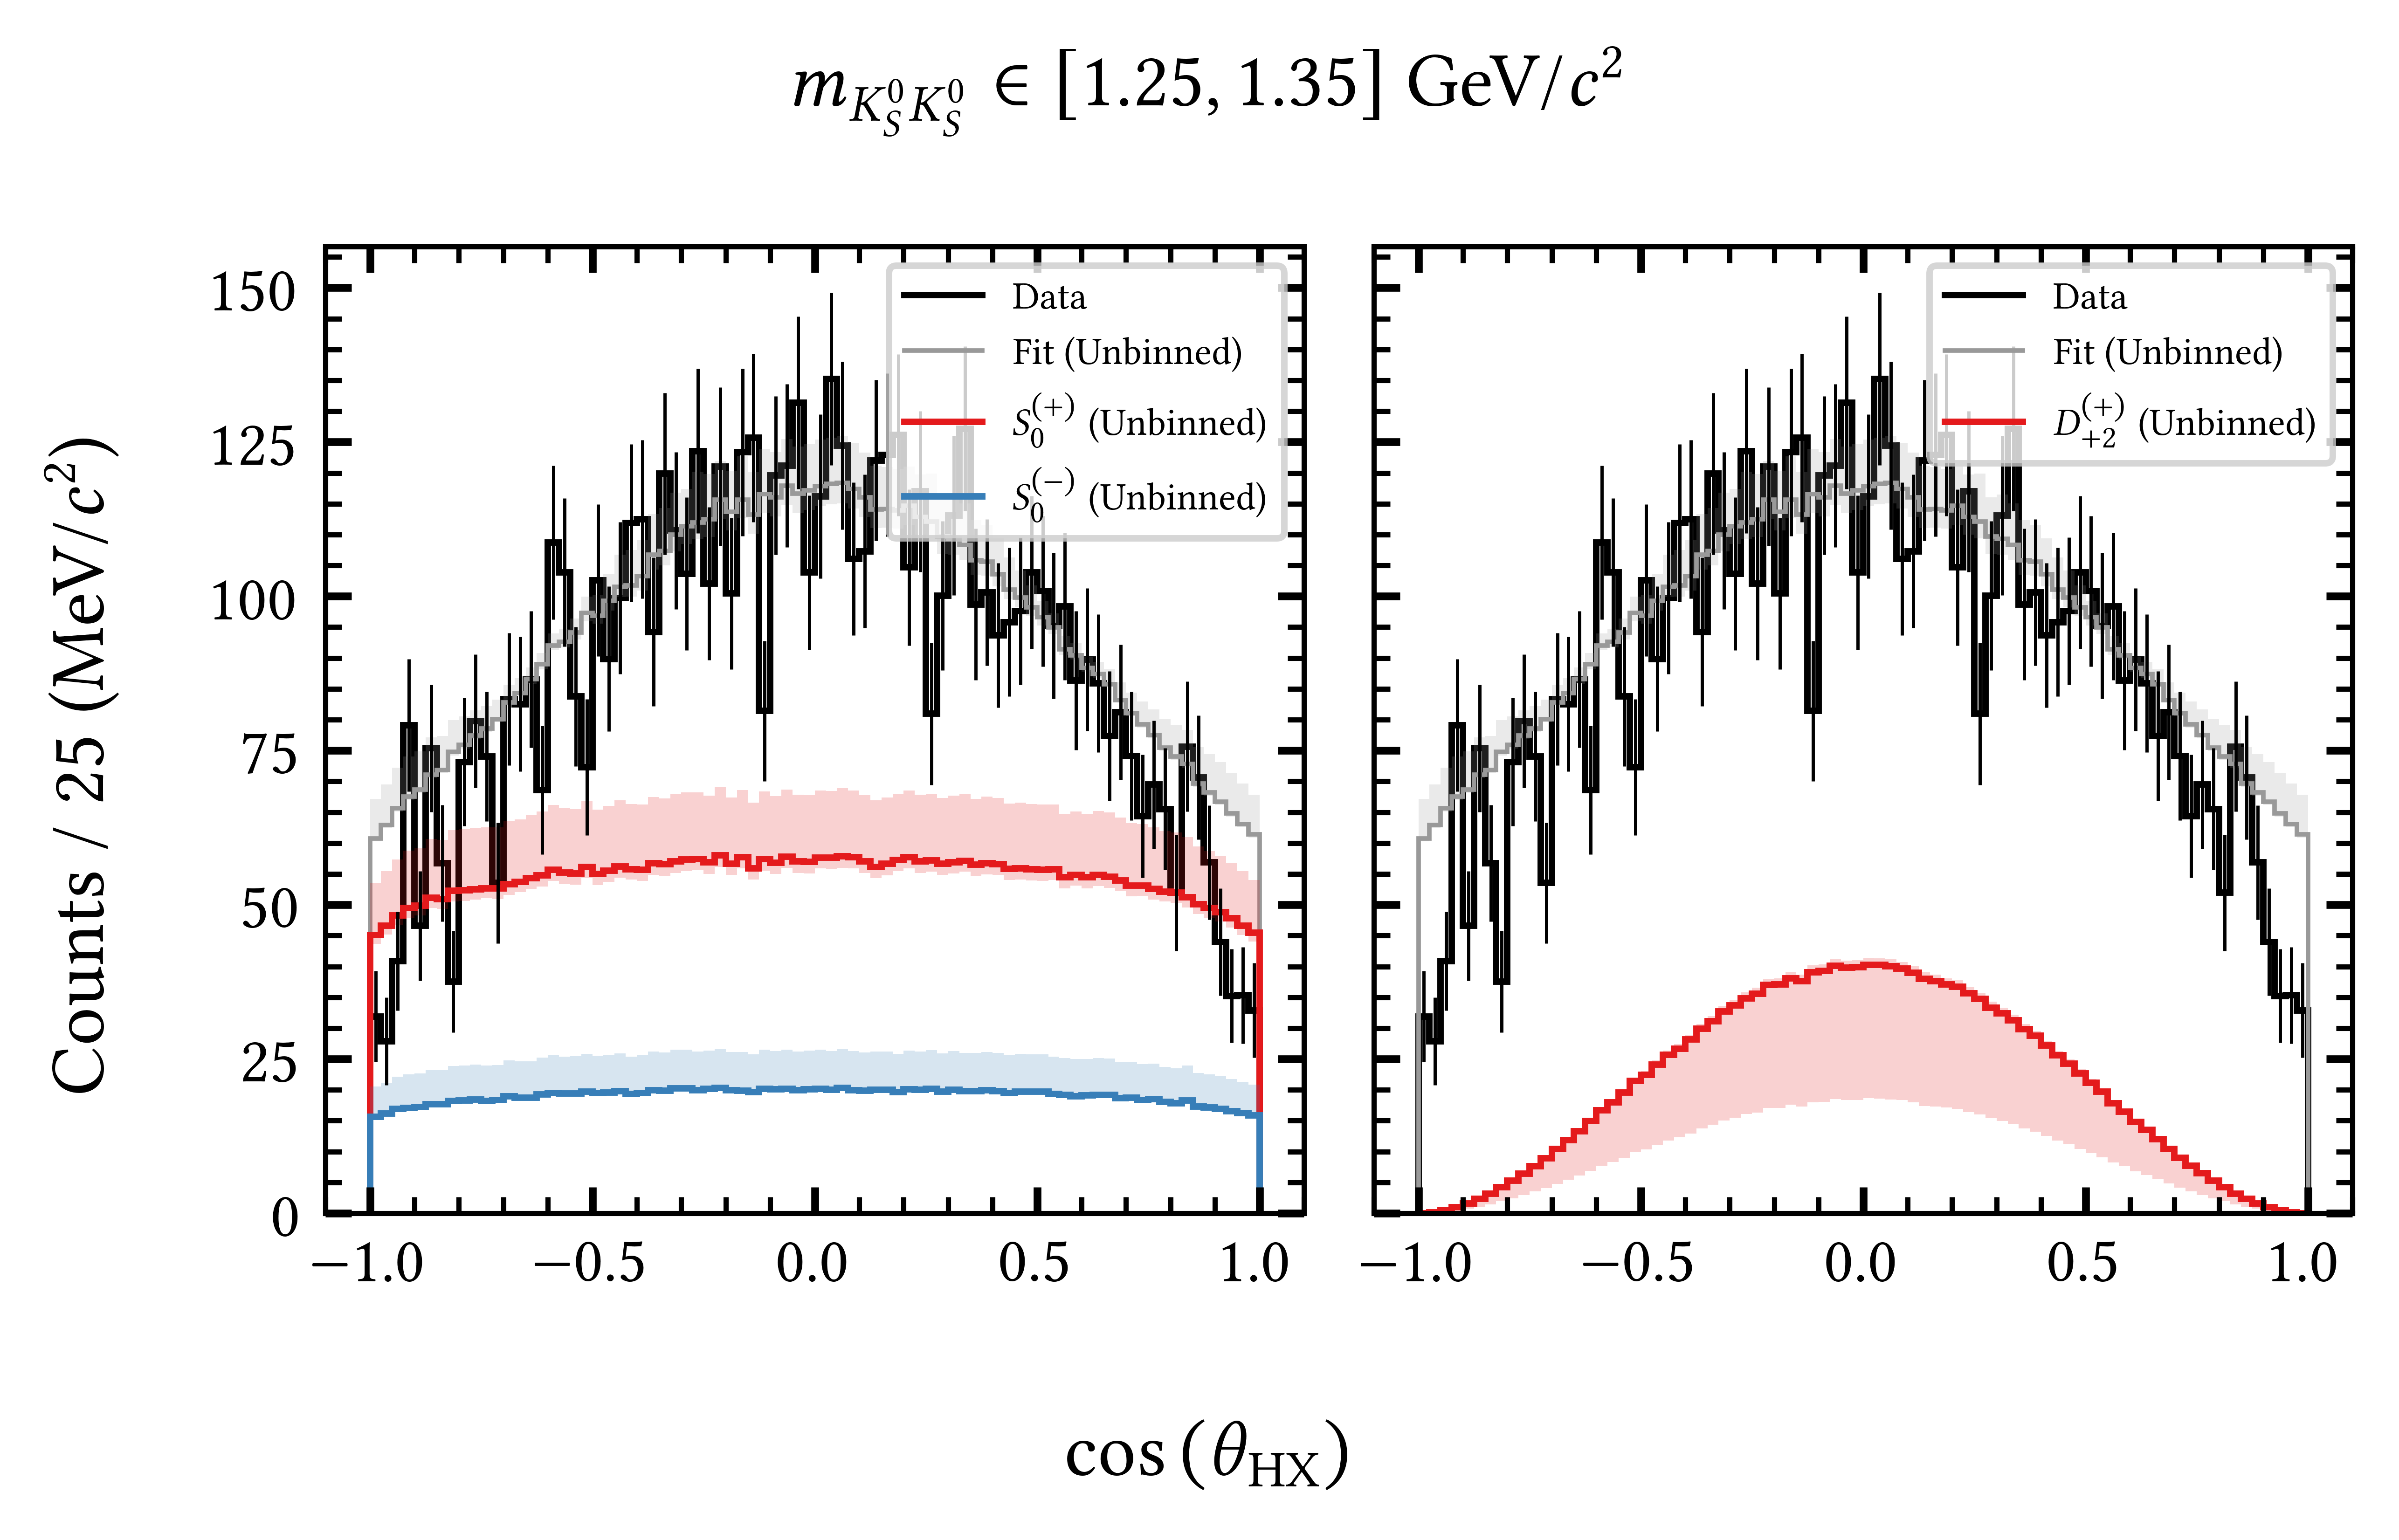 m_{K_S^0 K_S^0} ∈ [1.25, 1.35] GeV/c²
Counts / 25 (MeV/c²)
150
125
100
75
50
25
0
Data
Fit (Unbinned)
S_0^{(+)} (Unbinned)
S_0^{(−)} (Unbinned)
−1.0 −0.5 0.0 0.5 1.0
Data
Fit (Unbinned)
D_{+2}^{(+)} (Unbinned)
−1.0 −0.5 0.0 0.5 1.0
cos (θ_{HX})